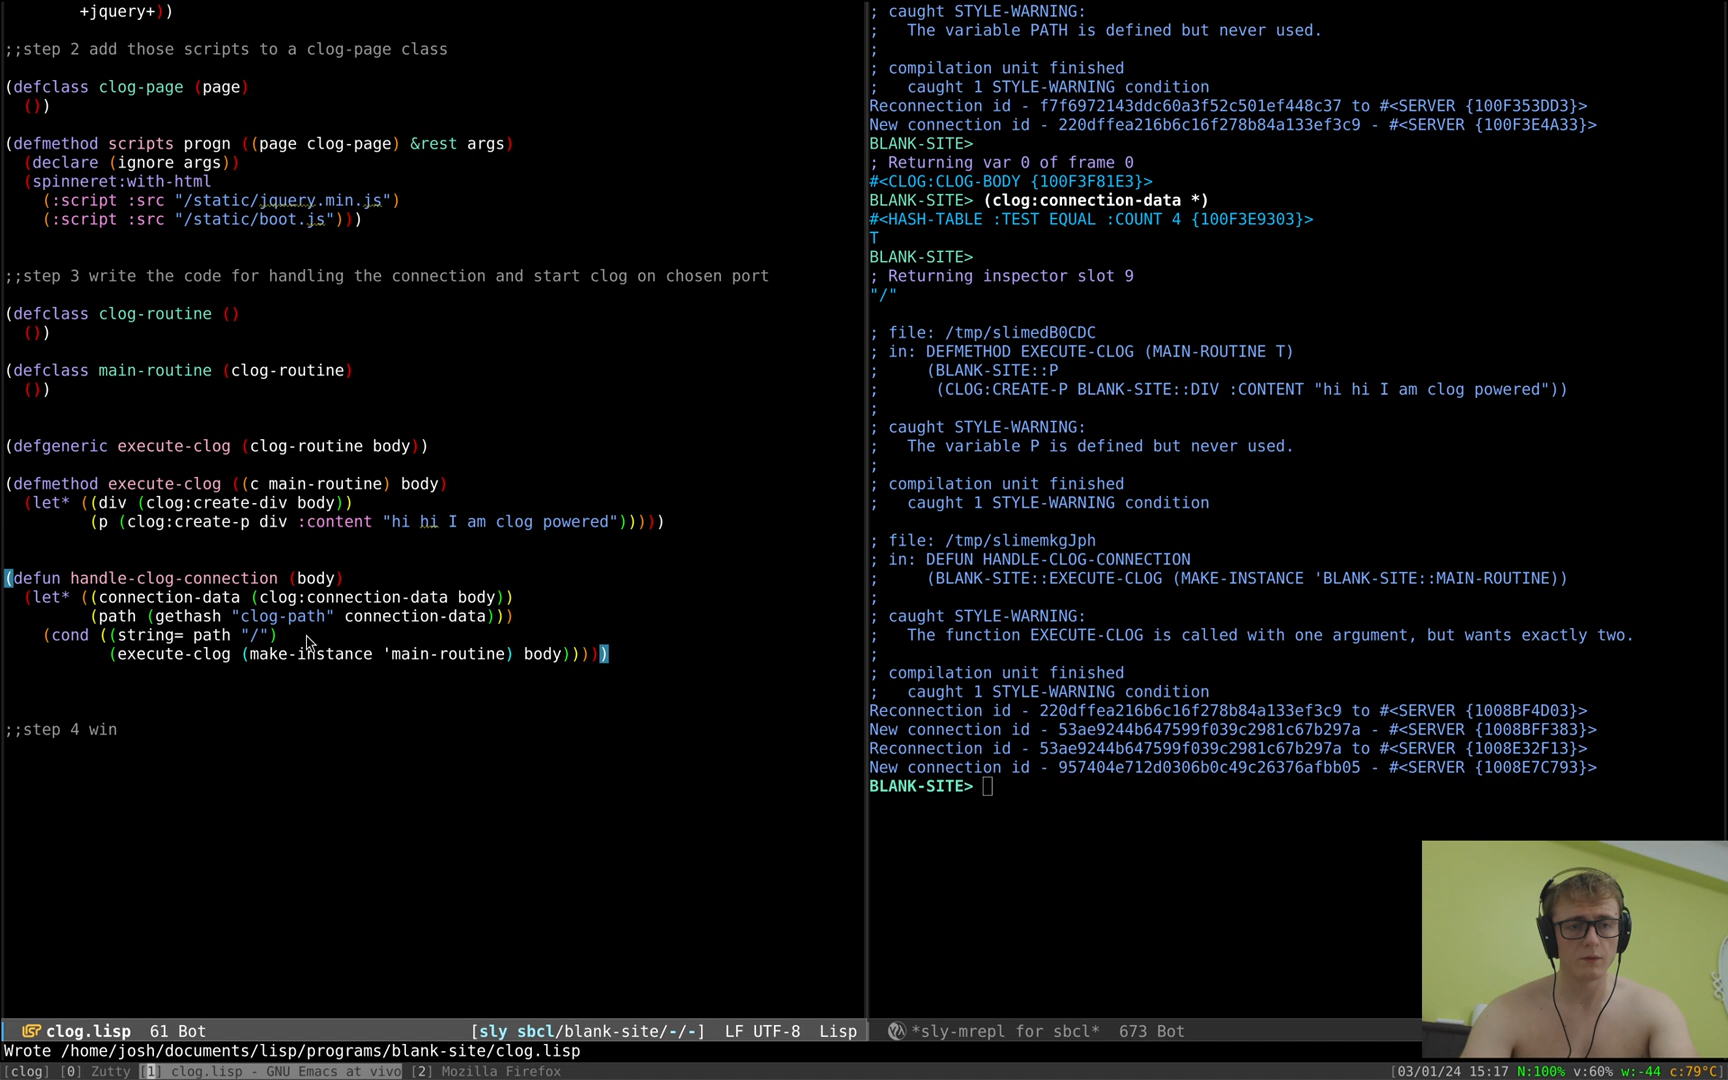 +jquery+))
;;step 2 add those scripts to a clog-page class
(defclass clog-page (page)
())
(defmethod scripts progn ((page clog-page) &rest args)
(declare (ignore args))
(spinneret:with-html
(:script :src "/static/jquery.min.js")
(:script :src "/static/boot.js")))
;;step 3 write the code for handling the connection and start clog on chosen port
(defclass clog-routine ()
())
(defclass main-routine (clog-routine)
())
(defgeneric execute-clog (clog-routine body))
(defmethod execute-clog ((c main-routine) body)
(let* ((div (clog:create-div body))
(p (clog:create-p div :content "hi hi I am clog powered")))))
(defun handle-clog-connection (body)
(let* ((connection-data (clog:connection-data body))
(path (gethash "clog-path" connection-data)))
(cond ((string= path "/")
(execute-clog (make-instance 'main-routine) body)))))
;;step 4 win
clog.lisp 61 Bot [sly sbcl/blank-site/-/-] LF UTF-8 Lisp
; caught STYLE-WARNING:
;   The variable PATH is defined but never used.
;
; compilation unit finished
;   caught 1 STYLE-WARNING condition
Reconnection id - f7f6972143ddc60a3f52c501ef448c37 to #<SERVER {100F353DD3}>
New connection id - 220dffea216b6c16f278b84a133ef3c9 - #<SERVER {100F3E4A33}>
BLANK-SITE>
; Returning var 0 of frame 0
#<CLOG:CLOG-BODY {100F3F81E3}>
BLANK-SITE> (clog:connection-data *)
#<HASH-TABLE :TEST EQUAL :COUNT 4 {100F3E9303}>
T
BLANK-SITE>
; Returning inspector slot 9
"/"
; file: /tmp/slimedB0CDC
; in: DEFMETHOD EXECUTE-CLOG (MAIN-ROUTINE T)
;     (BLANK-SITE::P
;      (CLOG:CREATE-P BLANK-SITE::DIV :CONTENT "hi hi I am clog powered"))
;
; caught STYLE-WARNING:
;   The variable P is defined but never used.
;
; compilation unit finished
;   caught 1 STYLE-WARNING condition
; file: /tmp/slimemkgJph
; in: DEFUN HANDLE-CLOG-CONNECTION
;     (BLANK-SITE::EXECUTE-CLOG (MAKE-INSTANCE 'BLANK-SITE::MAIN-ROUTINE))
;
; caught STYLE-WARNING:
;   The function EXECUTE-CLOG is called with one argument, but wants exactly two.
;
; compilation unit finished
;   caught 1 STYLE-WARNING condition
Reconnection id - 220dffea216b6c16f278b84a133ef3c9 to #<SERVER {1008BF4D03}>
New connection id - 53ae9244b647599f039c2981c67b297a - #<SERVER {1008BFF383}>
Reconnection id - 53ae9244b647599f039c2981c67b297a to #<SERVER {1008E32F13}>
New connection id - 957404e712d0306b0c49c26376afbb05 - #<SERVER {1008E7C793}>
BLANK-SITE>
*sly-mrepl for sbcl* 673 Bot
Wrote /home/josh/documents/lisp/programs/blank-site/clog.lisp
[clog] [0] Zutty [1] clog.lisp - GNU Emacs at vivo [2] Mozilla Firefox [03/01/24 15:17 N:100% v:60% w:-44 c:79°C]